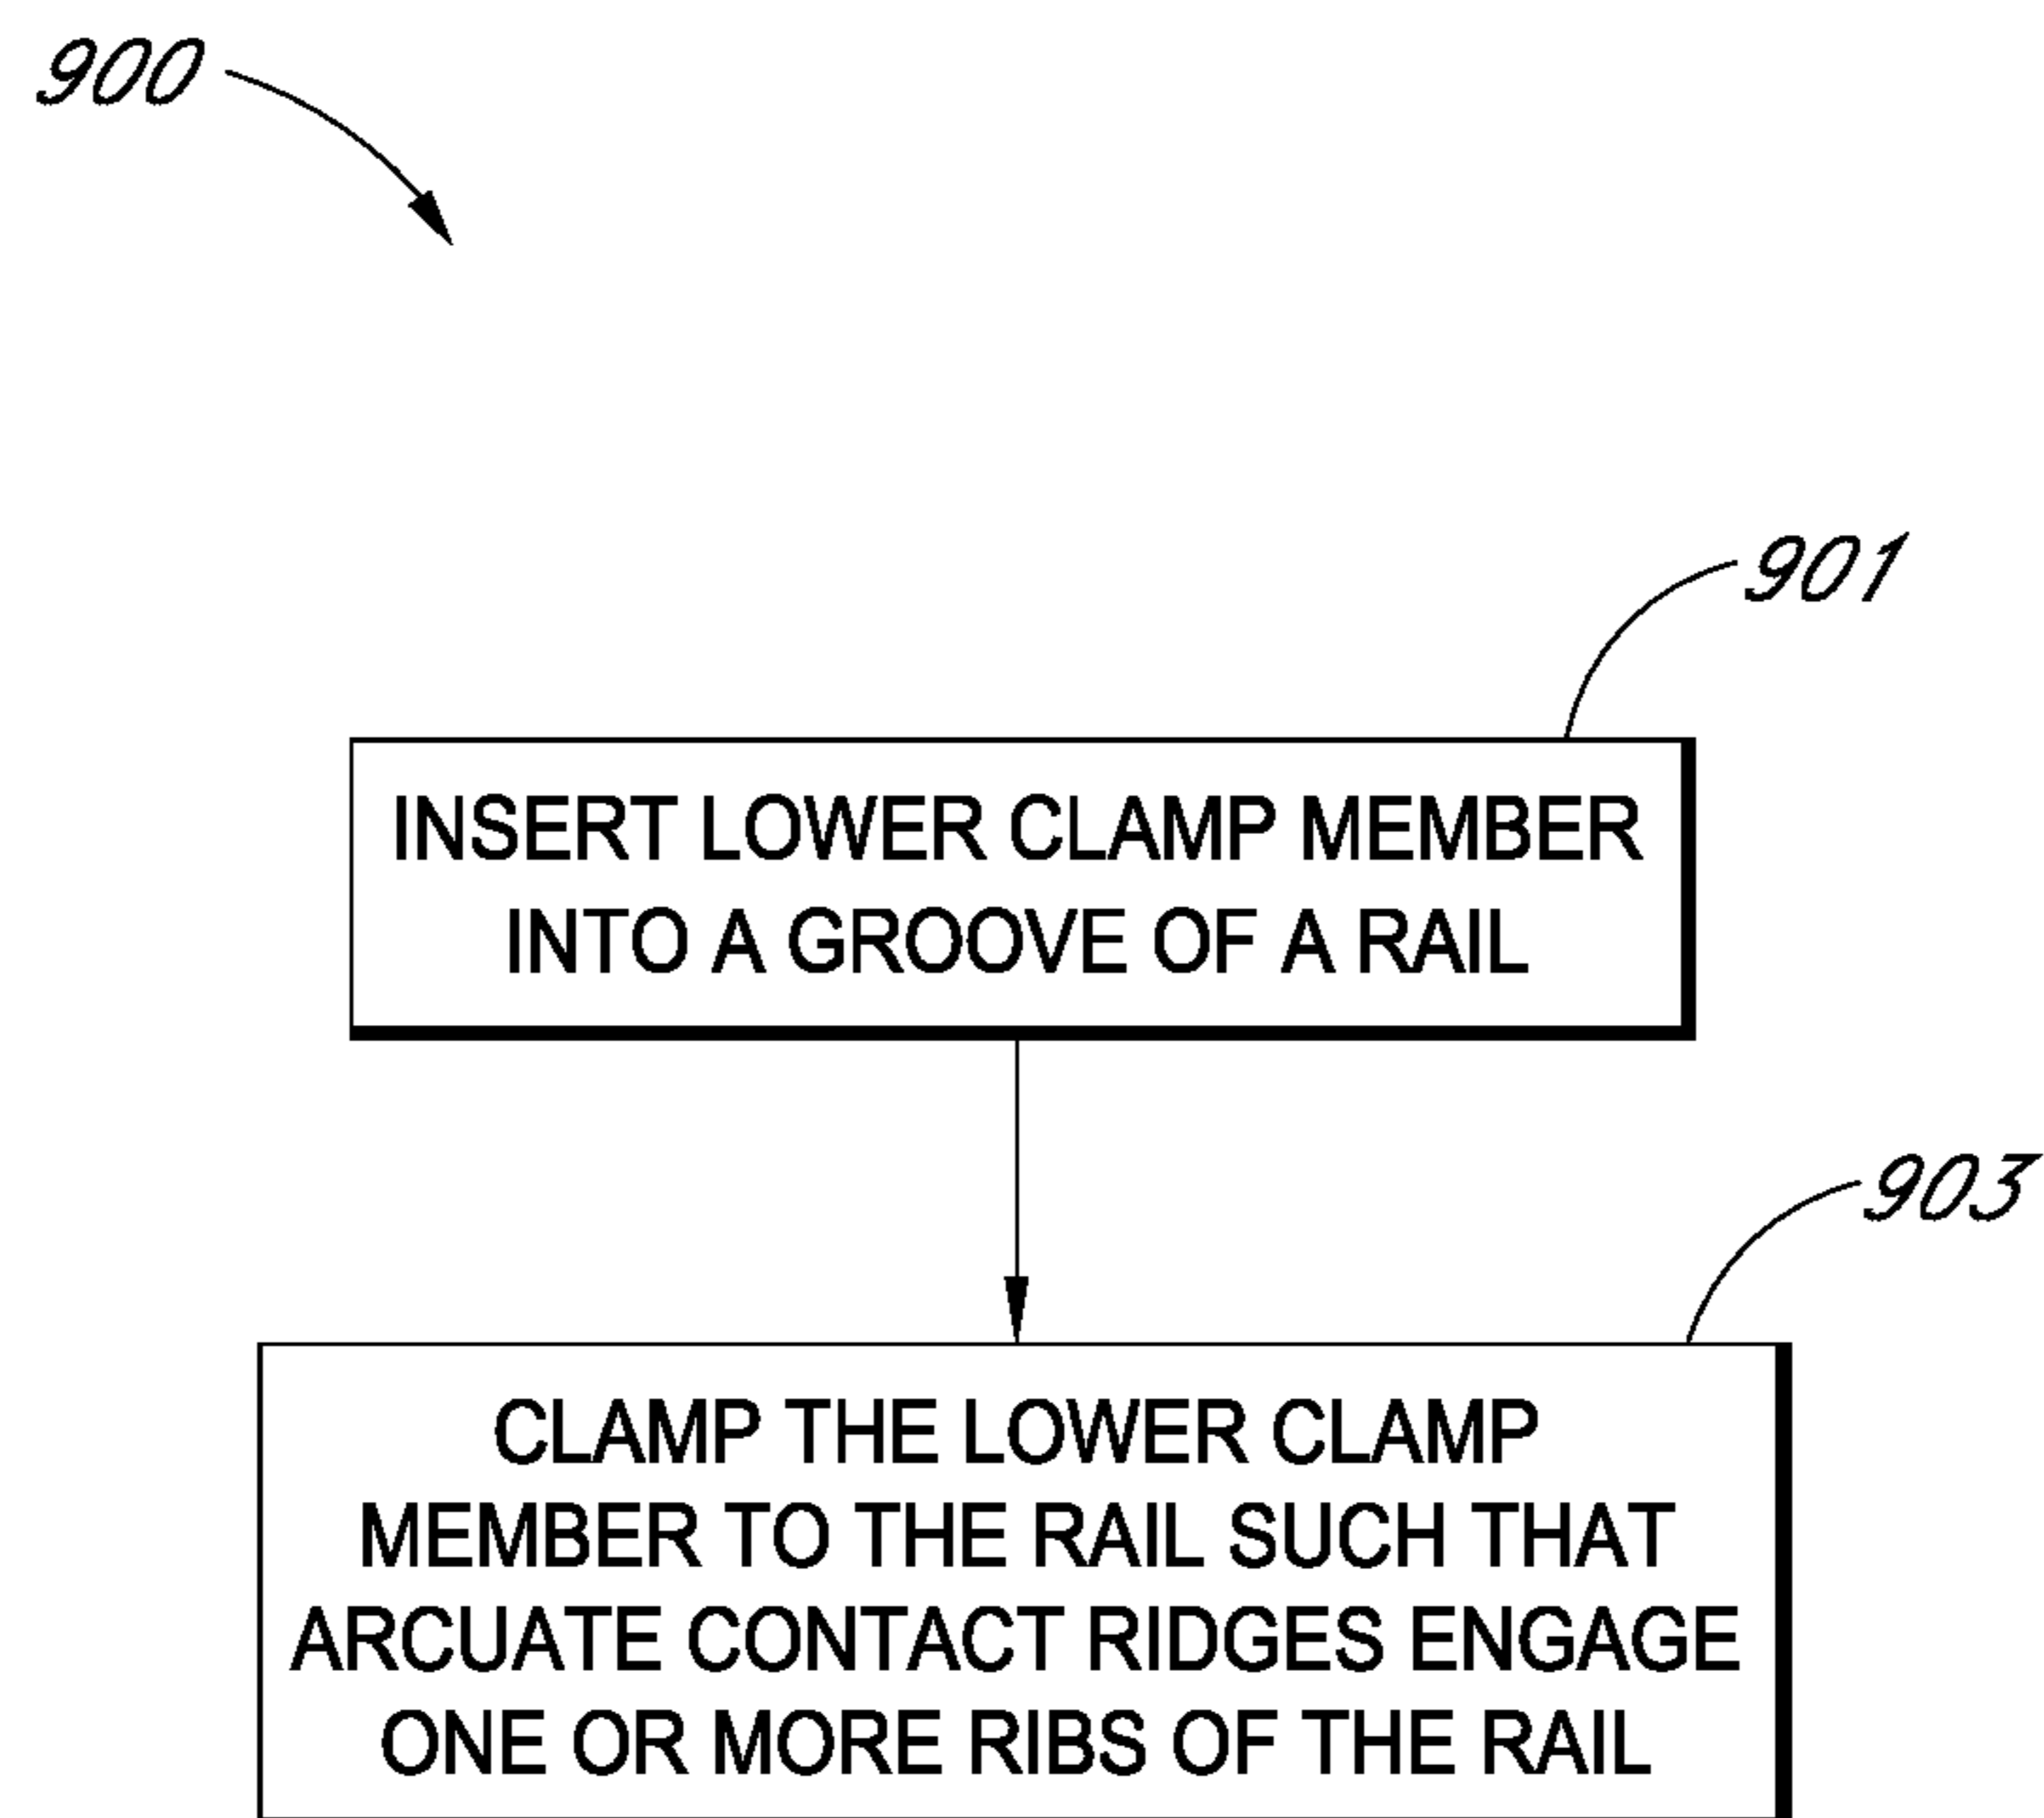 900
901
INSERT LOWER CLAMP MEMBER
INTO A GROOVE OF A RAIL
903
CLAMP THE LOWER CLAMP
MEMBER TO THE RAIL SUCH THAT
ARCUATE CONTACT RIDGES ENGAGE
ONE OR MORE RIBS OF THE RAIL